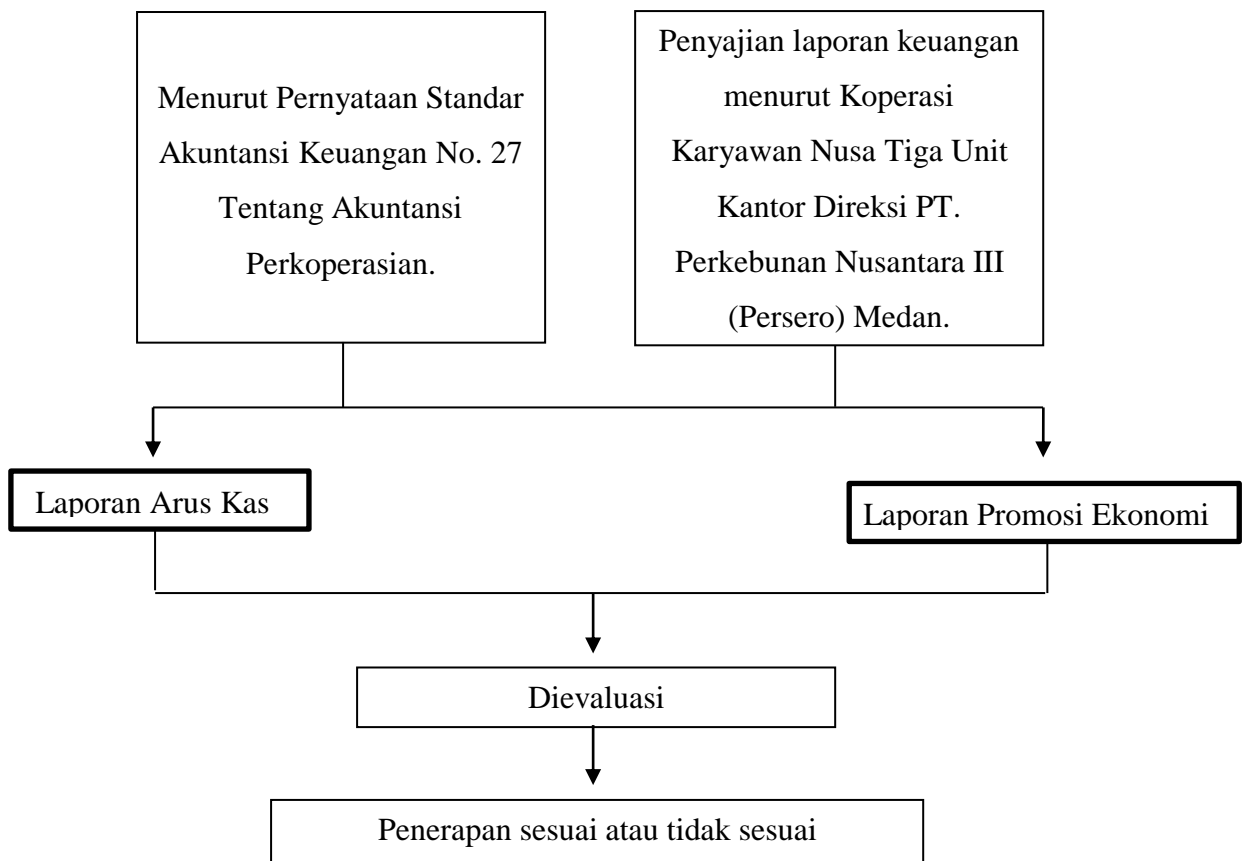 Menurut Pernyataan Standar
Akuntansi Keuangan No. 27
Tentang Akuntansi
Perkoperasian.
Penyajian laporan keuangan
menurut Koperasi
Karyawan Nusa Tiga Unit
Kantor Direksi PT.
Perkebunan Nusantara III
(Persero) Medan.
Laporan Arus Kas
Laporan Promosi Ekonomi
Dievaluasi
Penerapan sesuai atau tidak sesuai